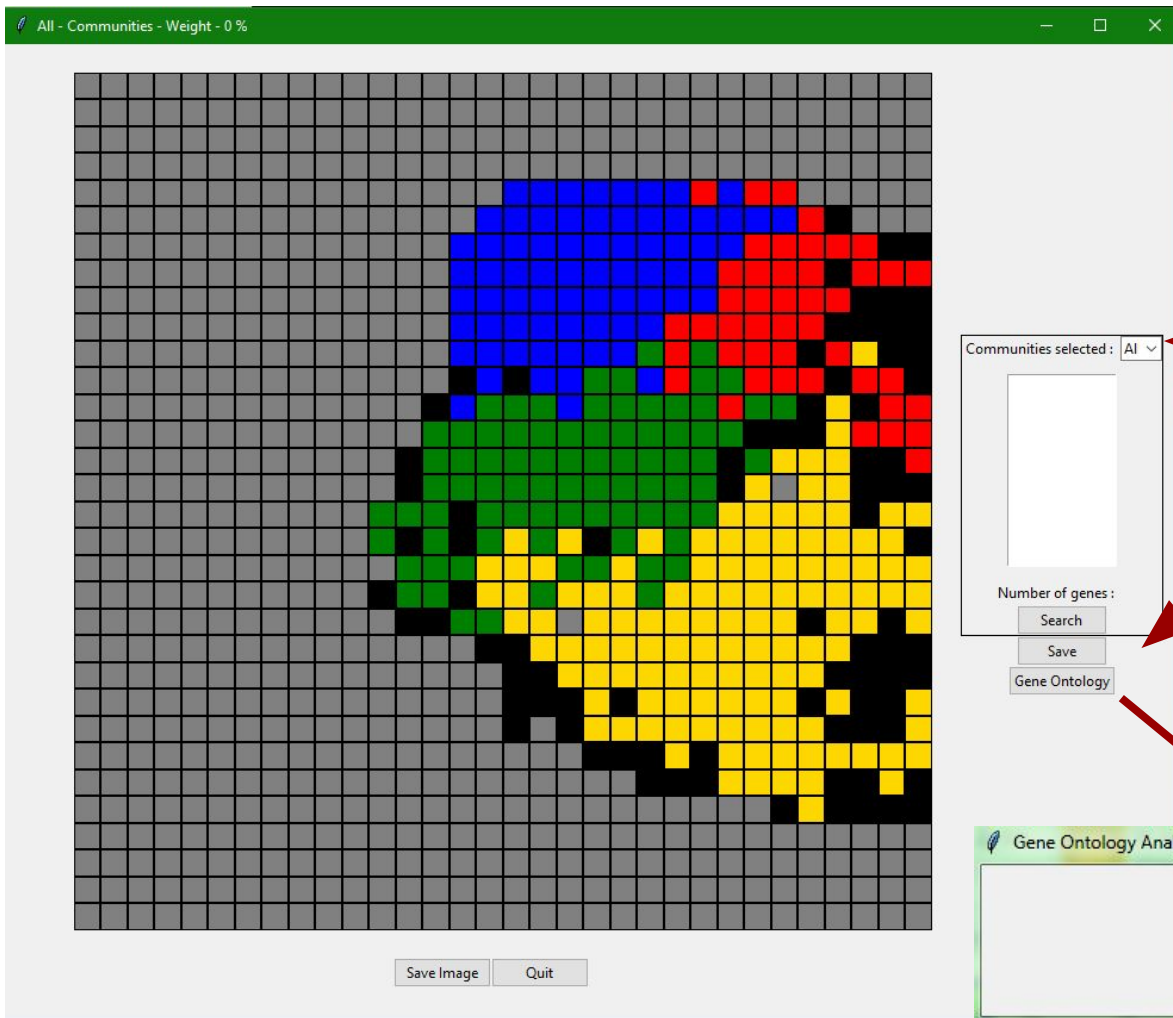 All - Communities - Weight - 0 %
Communities selected : Al
Number of genes :
Search
Save
Gene Ontology
Gene Ontology Ana
Save Image Quit